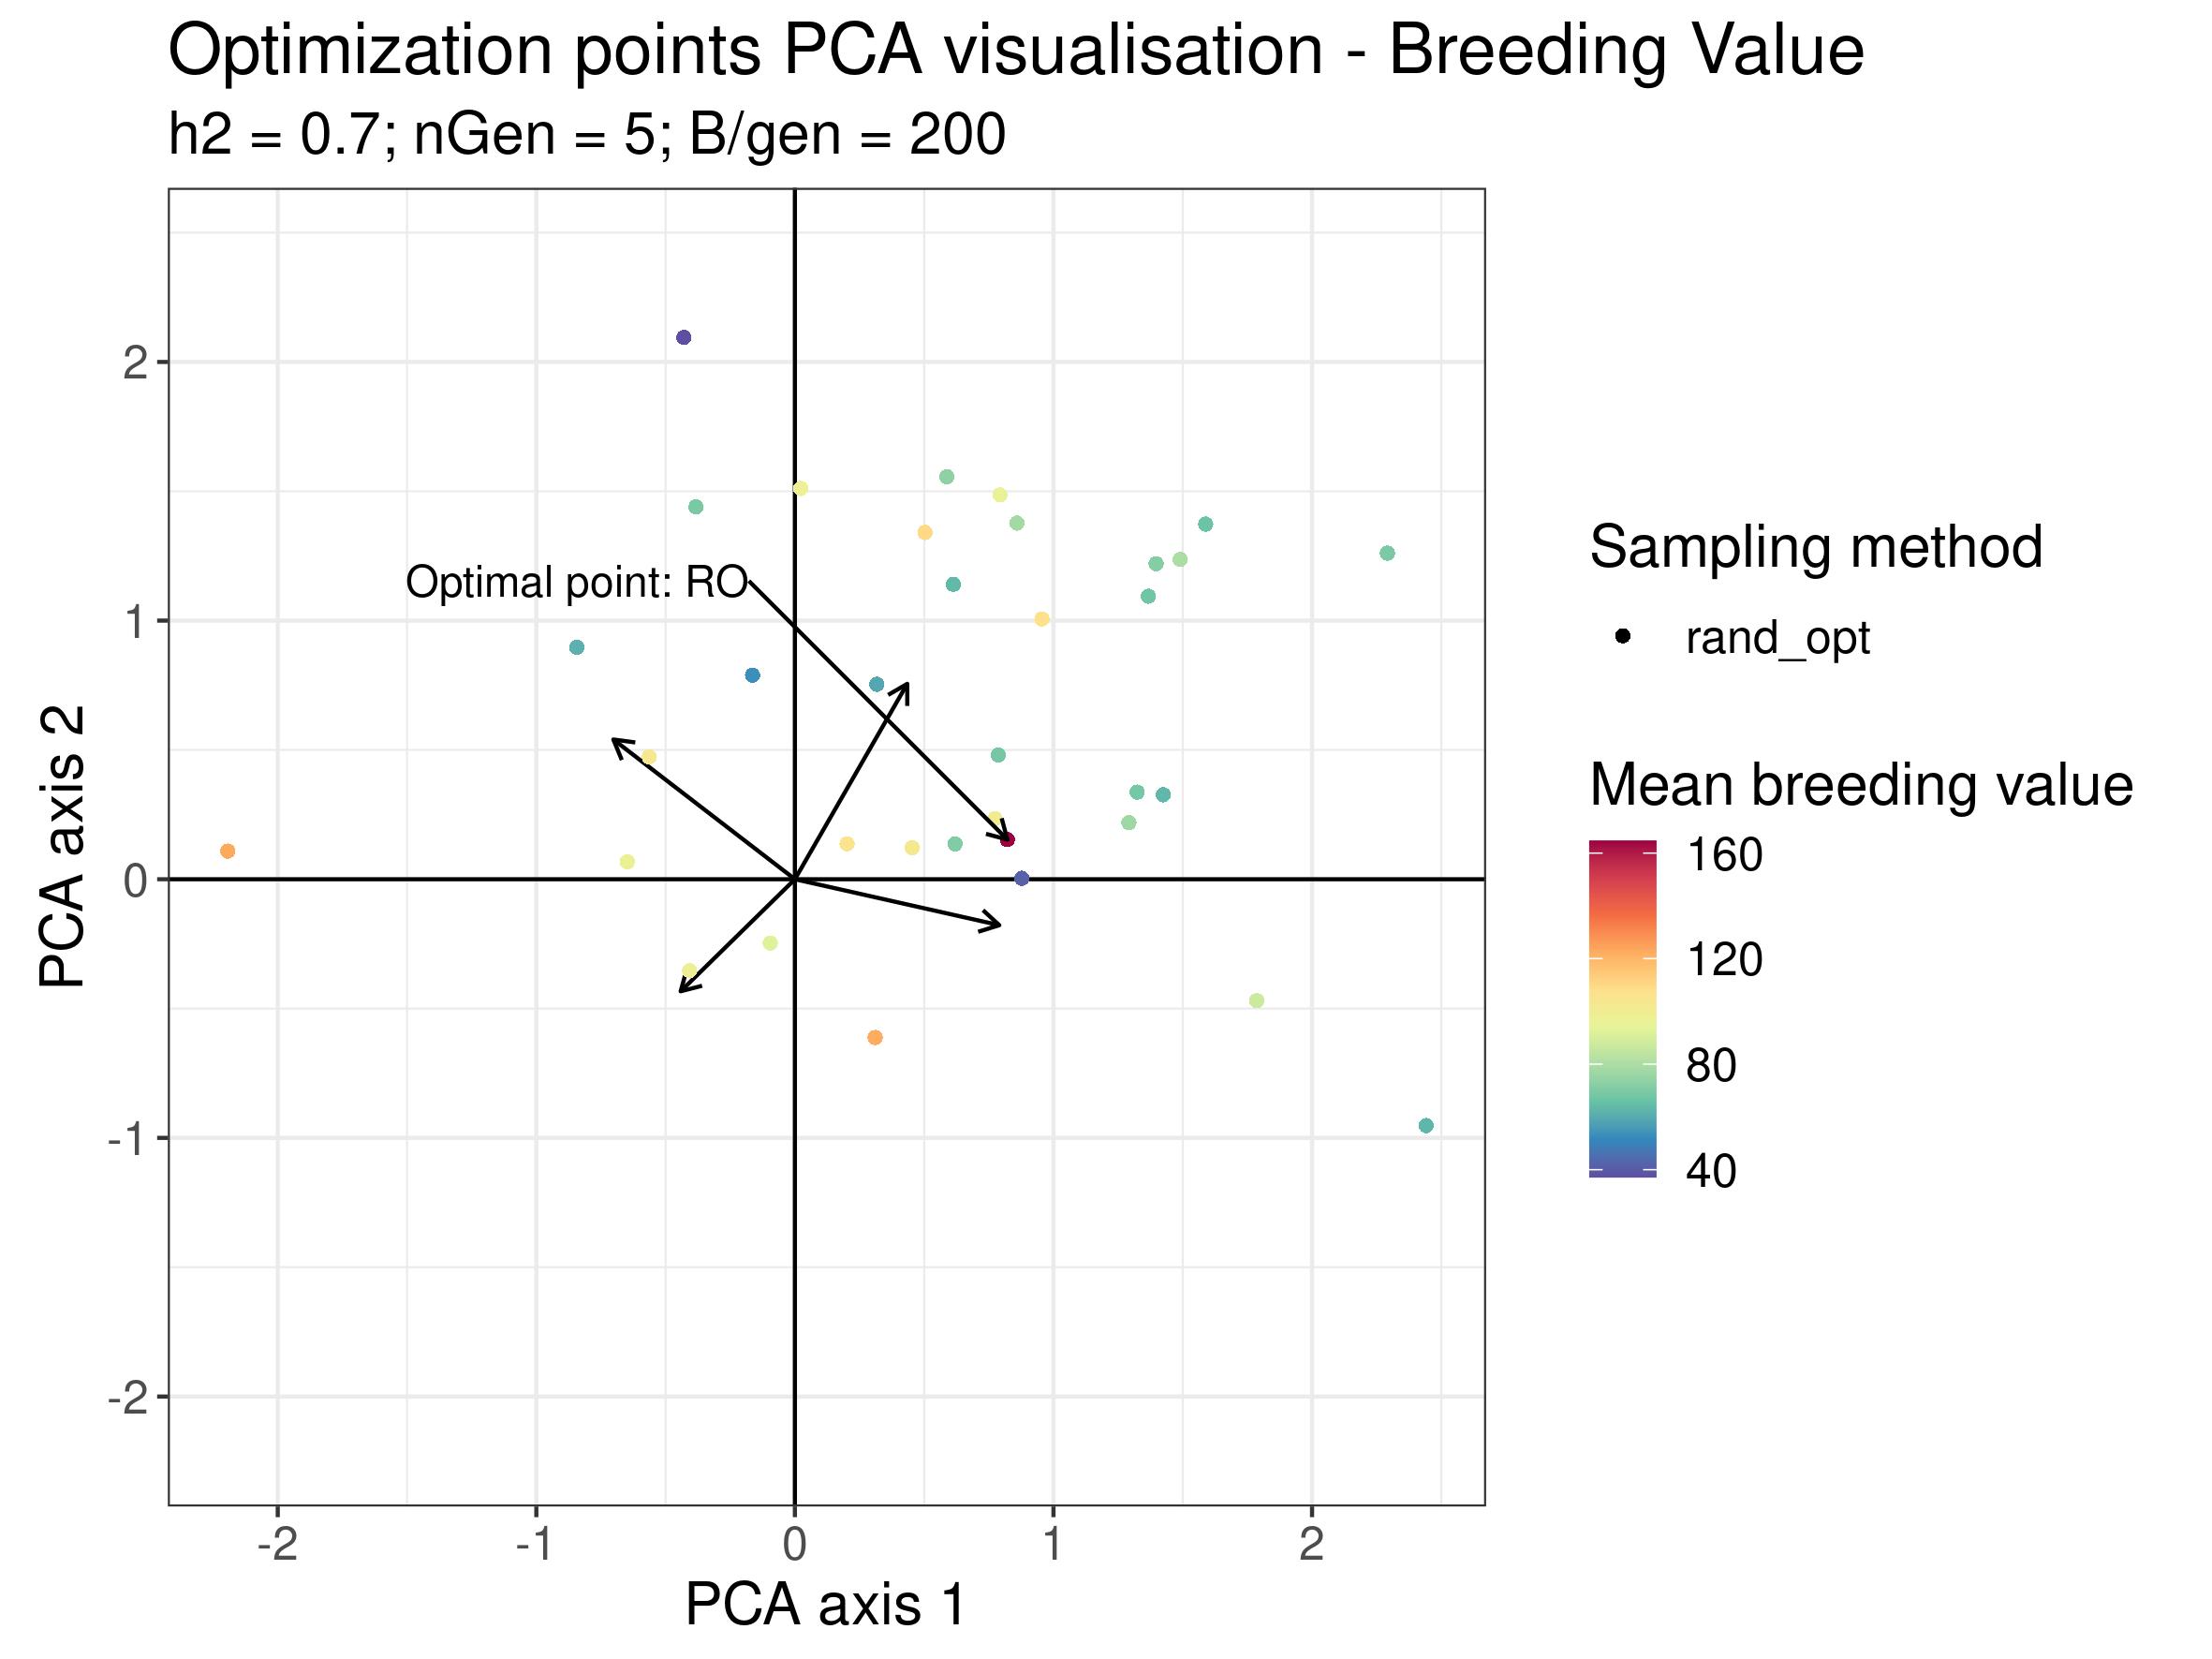 Optimization points PCA visualisation - Breeding Value
h2 = 0.7; nGen = 5; B/gen = 200
Optimal point: RO
2
1
0
-1
-2
-2
-1
0
1
2
PCA axis 2
PCA axis 1
Sampling method
rand_opt
Mean breeding value
160
120
80
40